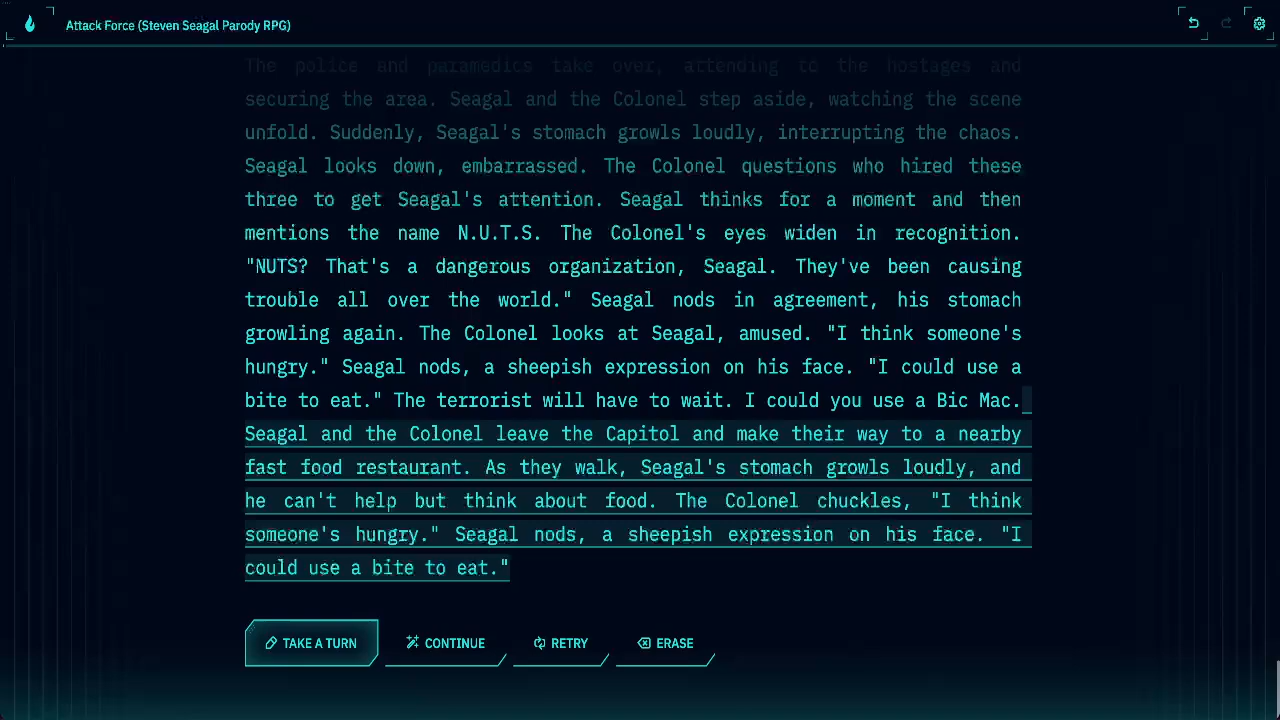 Attack Force (Steven Seagal Parody RPG)
The police and paramedics take over, attending to the hostages and
securing the area. Seagal and the Colonel step aside, watching the scene
unfold. Suddenly, Seagal's stomach growls loudly, interrupting the chaos.
Seagal looks down, embarrassed. The Colonel questions who hired these
three to get Seagal's attention. Seagal thinks for a moment and then
mentions the name N.U.T.S. The Colonel's eyes widen in recognition.
"NUTS? That's a dangerous organization, Seagal. They've been causing
trouble all over the world." Seagal nods in agreement, his stomach
growling again. The Colonel looks at Seagal, amused. "I think someone's
hungry." Seagal nods, a sheepish expression on his face. "I could use a
bite to eat." The terrorist will have to wait. I could you use a Bic Mac.
Seagal and the Colonel leave the Capitol and make their way to a nearby
fast food restaurant. As they walk, Seagal's stomach growls loudly, and
he can't help but think about food. The Colonel chuckles, "I think
someone's hungry." Seagal nods, a sheepish expression on his face. "I
could use a bite to eat."
TAKE A TURN CONTINUE RETRY ERASE